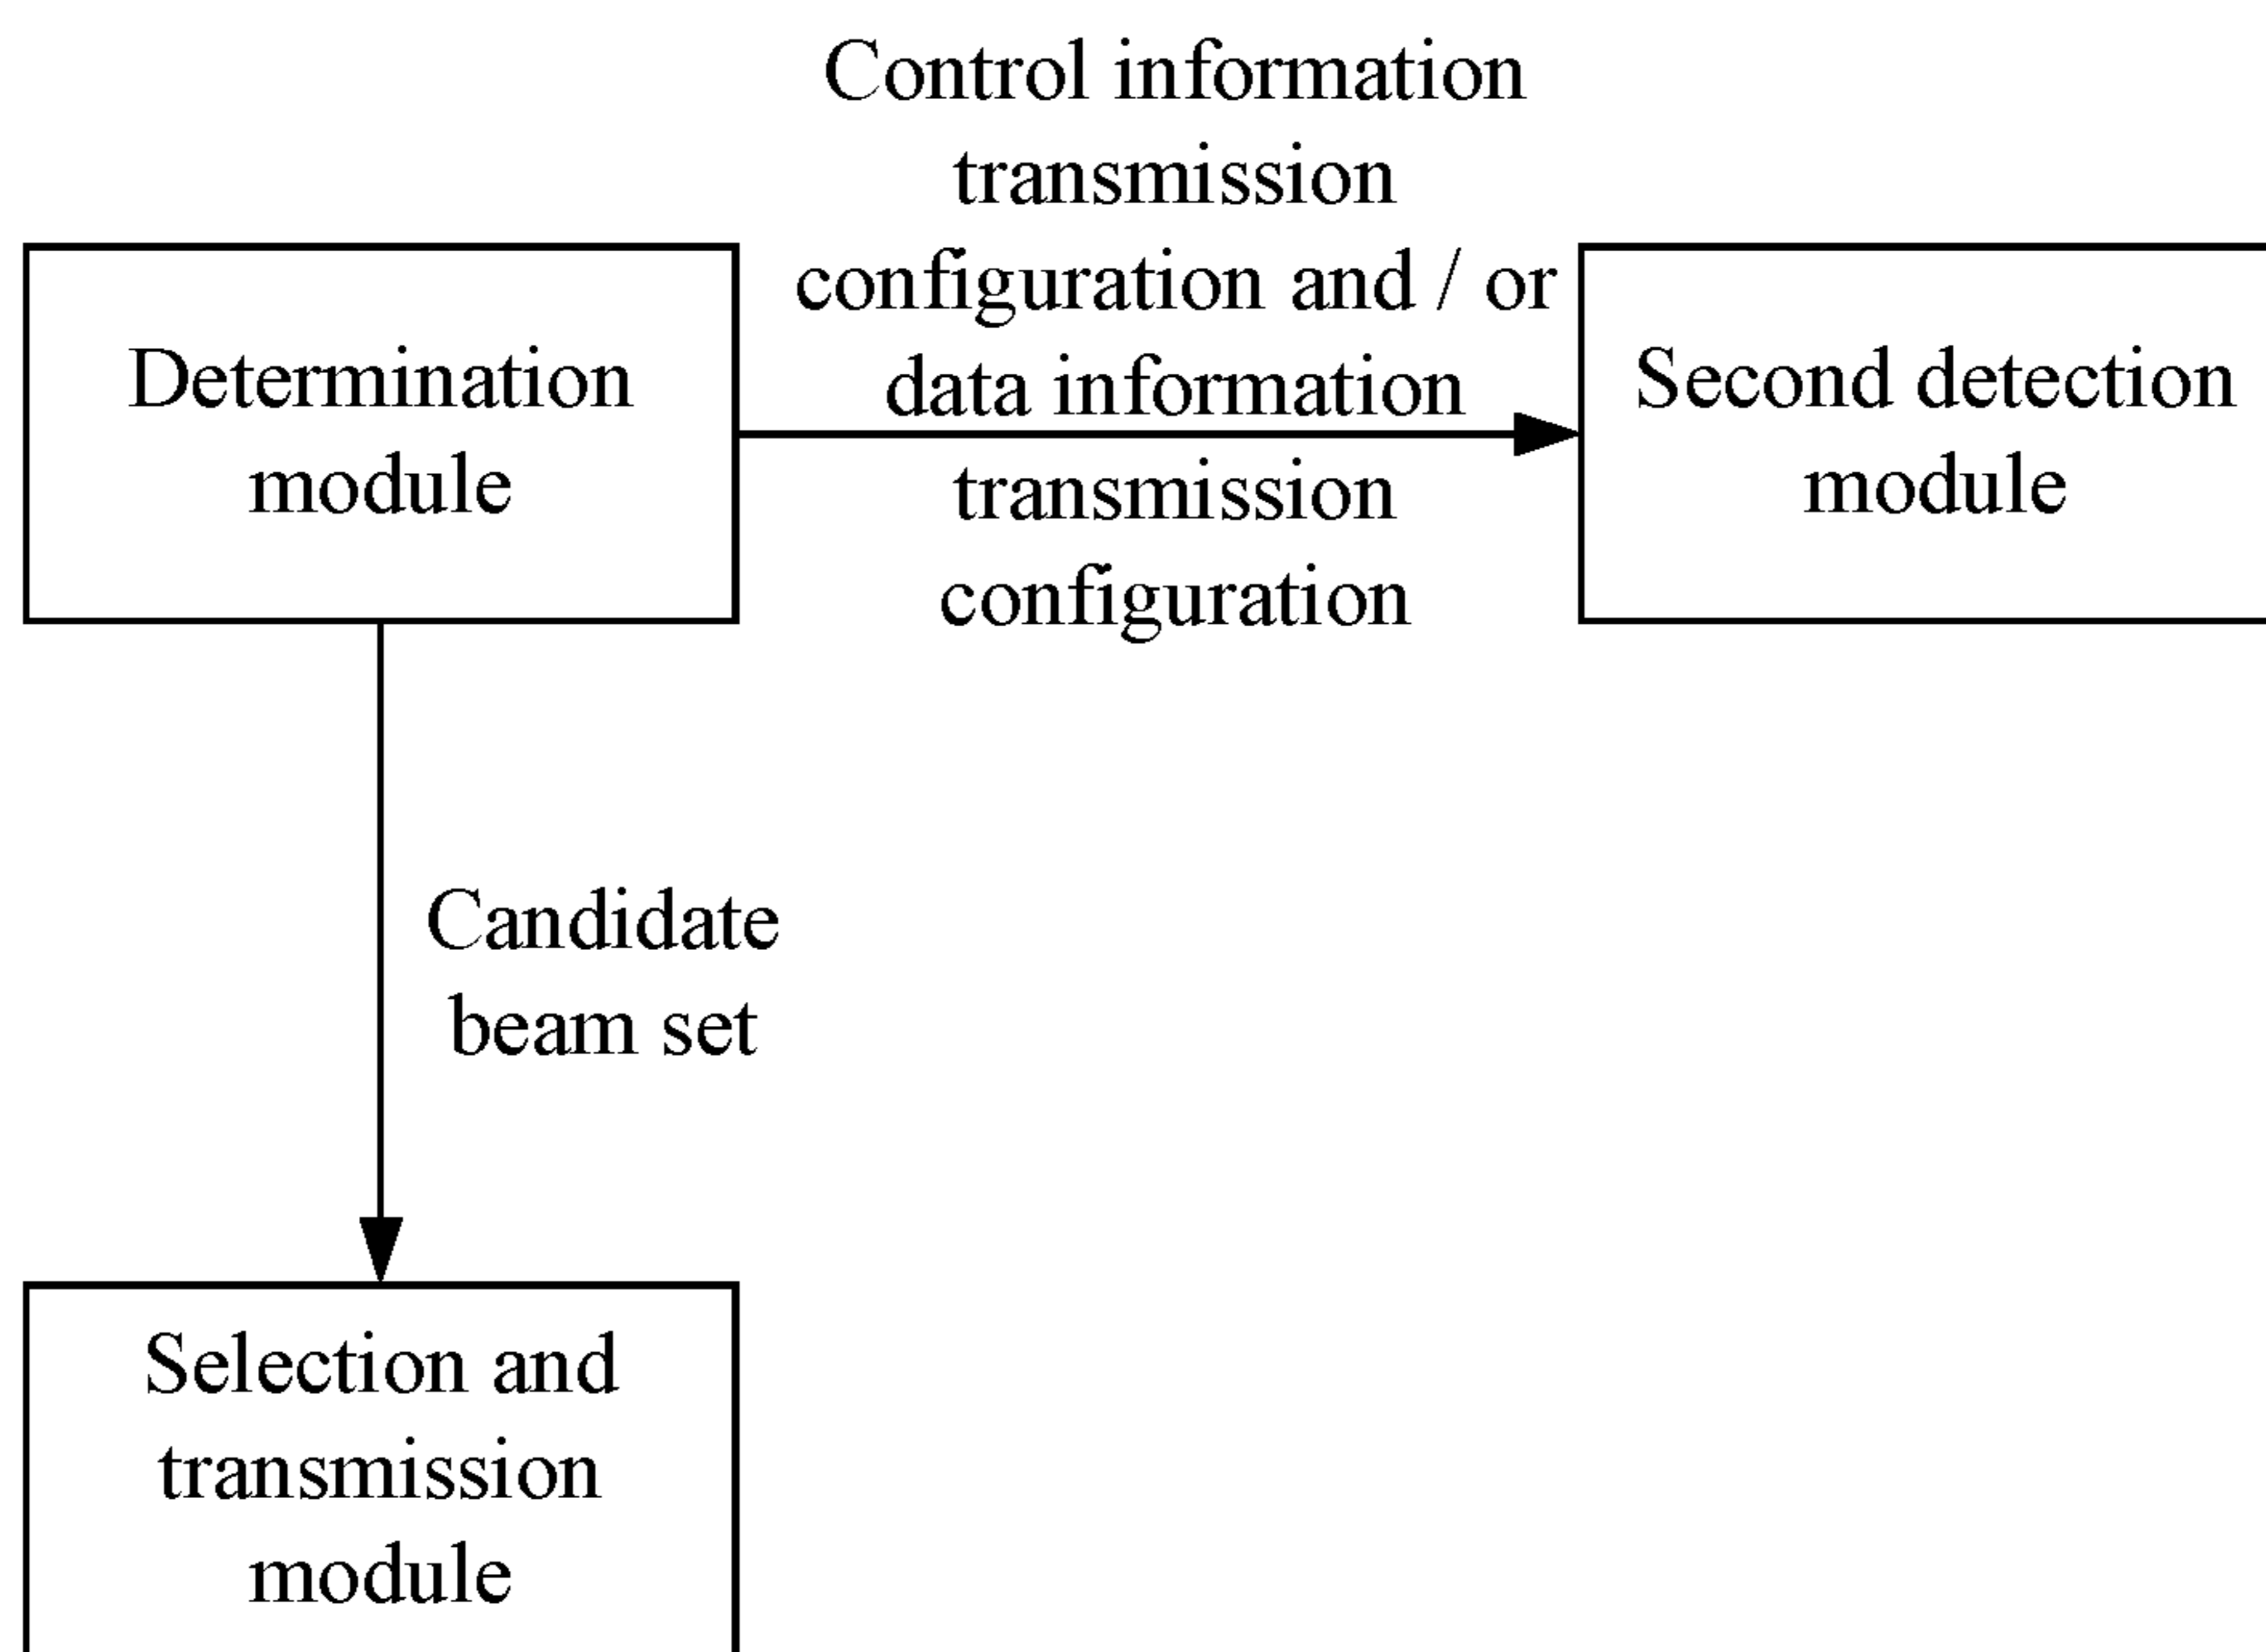 Control information
transmission
configuration and / or
data information
transmission
configuration
Determination
module
Second detection
module
Candidate
beam set
Selection and
transmission
module